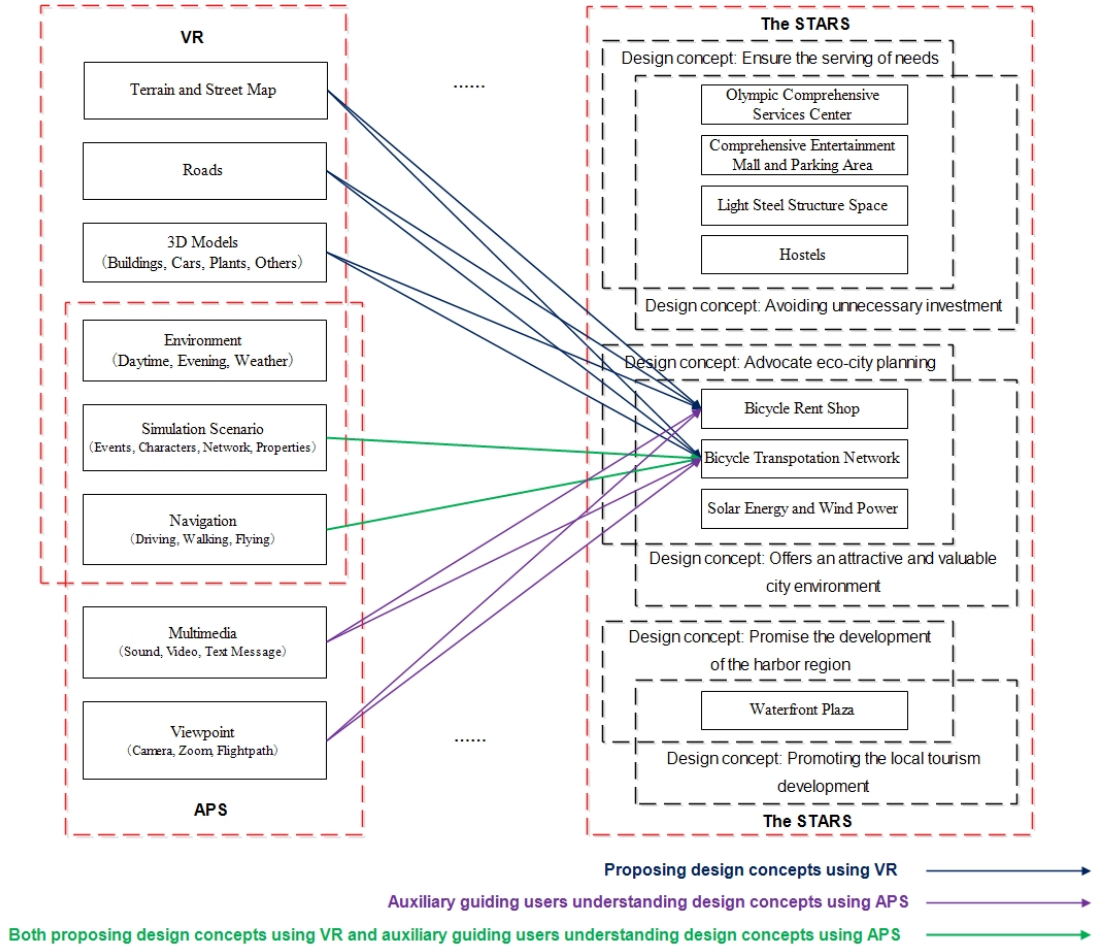 VR
Terrain and Street Map
Roads
3D Models
(Buildings, Cars, Plants, Others)
Environment
(Daytime, Evening, Weather)
Simulation Scenario
(Events, Characters, Network, Properties)
Navigation
(Driving, Walking, Flying)
Multimedia
(Sound, Video, Text Message)
Viewpoint
(Camera, Zoom, Flightpath)
APS
......
......
The STARS
Design concept: Ensure the serving of needs
Olympic Comprehensive
Services Center
Comprehensive Entertainment
Mall and Parking Area
Light Steel Structure Space
Hostels
Design concept: Avoiding unnecessary investment
Design concept: Advocate eco-city planning
Bicycle Rent Shop
Bicycle Transpotation Network
Solar Energy and Wind Power
Design concept: Offers an attractive and valuable
city environment
Design concept: Promise the development
of the harbor region
Waterfront Plaza
Design concept: Promoting the local tourism
development
The STARS
Proposing design concepts using VR
Auxiliary guiding users understanding design concepts using APS
Both proposing design concepts using VR and auxiliary guiding users understanding design concepts using APS